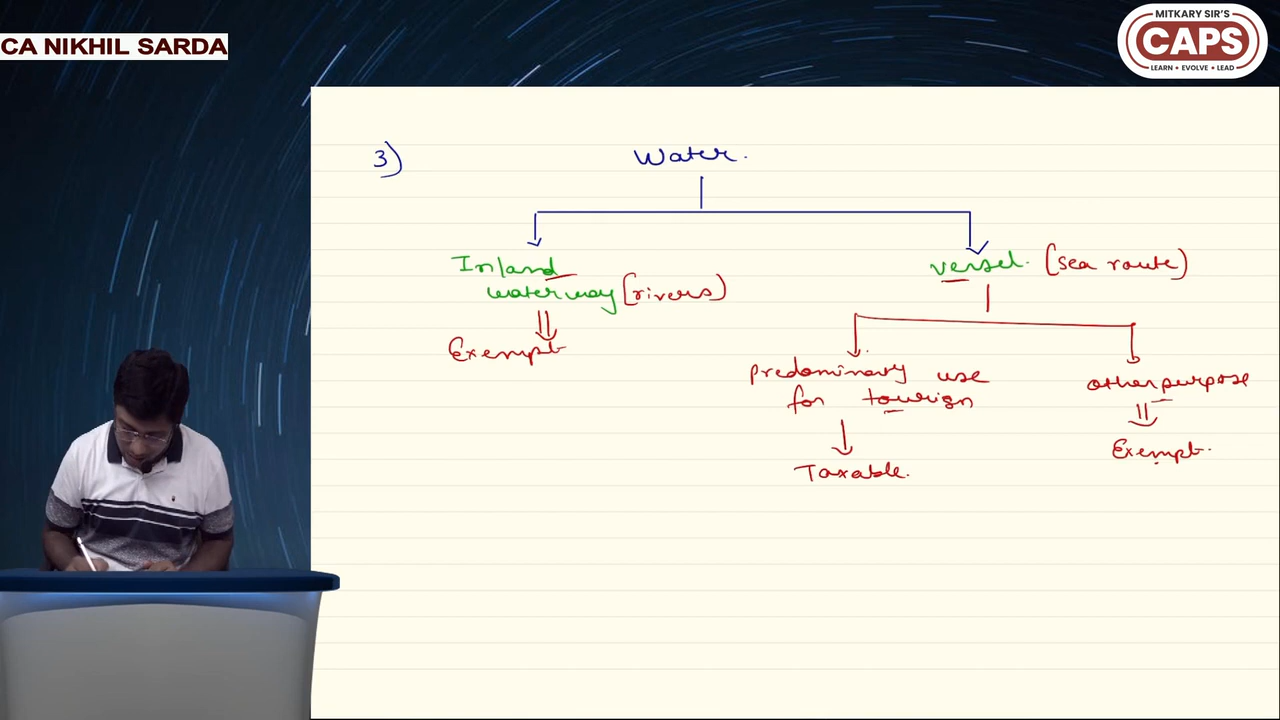 CA NIKHIL SARDA
MITKARY SIR'S
CAPS
LEARN • EVOLVE • LEAD
3)
Water.
Inland
waterway (rivers)
Exempt
vessel. (sea route)
Predominary use
for tourism
Taxable.
other purpose
Exempt.